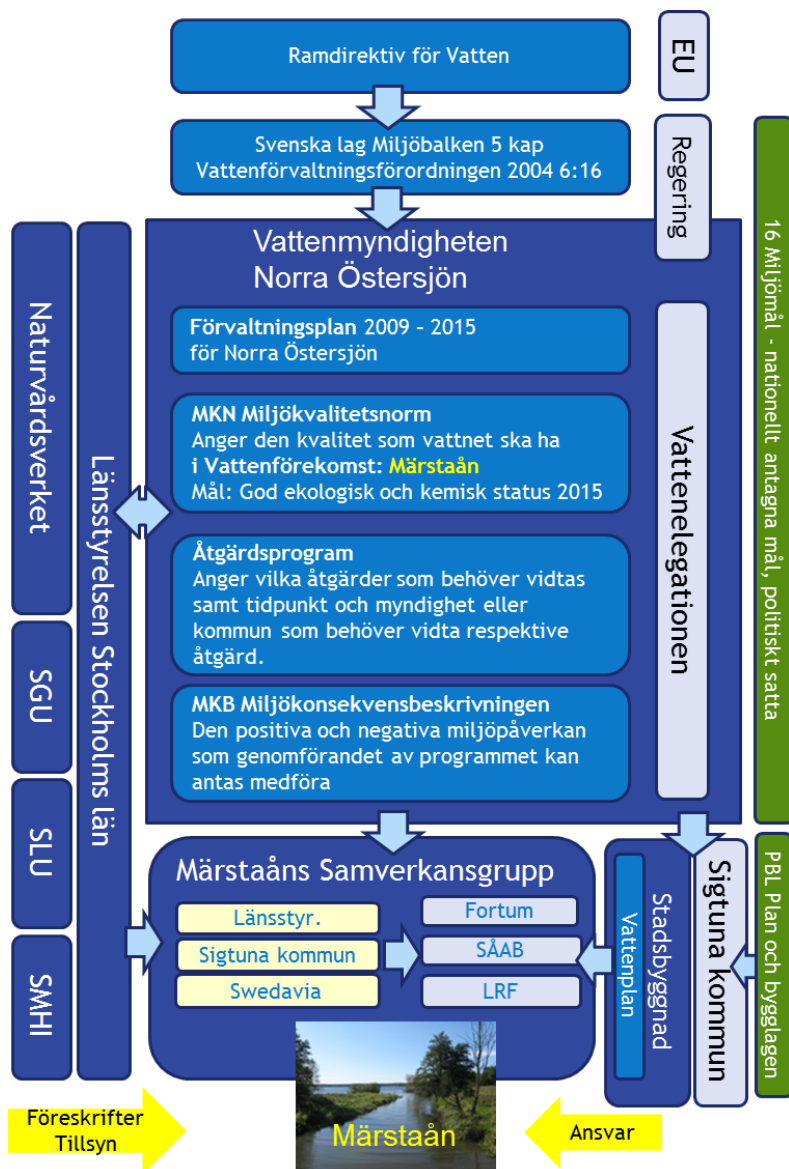 Ramdirektiv för Vatten
EU
Svenska lag Miljöbalken 5 kap
Vattenförvaltningsförordningen 2004 6:16
Regering
16 Miljömål - nationellt antagna mål, politiskt satta
Naturvårdsverket
SGU
SLU
SMHI
Länsstyrelsen Stockholms län
Vattenmyndigheten
Norra Östersjön
Förvaltningsplan 2009 – 2015
för Norra Östersjön
MKN Miljökvalitetsnorm
Anger den kvalitet som vattnet ska ha
i Vattenförekomst: Märstaån
Mål: God ekologisk och kemisk status 2015
Åtgärdsprogram
Anger vilka åtgärder som behöver vidtas
samt tidpunkt och myndighet eller
kommun som behöver vidta respektive
åtgärd.
MKB Miljökonsekvensbeskrivningen
Den positiva och negativa miljöpåverkan
som genomförandet av programmet kan
antas medföra
Vattenelegationen
Märstaåns Samverkansgrupp
Länsstyr.
Sigtuna kommun
Swedavia
Fortum
SÅAB
LRF
Vattenplan
Stadsbyggnad
Sigtuna kommun
PBL Plan och bygglagen
Föreskrifter
Tillsyn
Märstaån
Ansvar